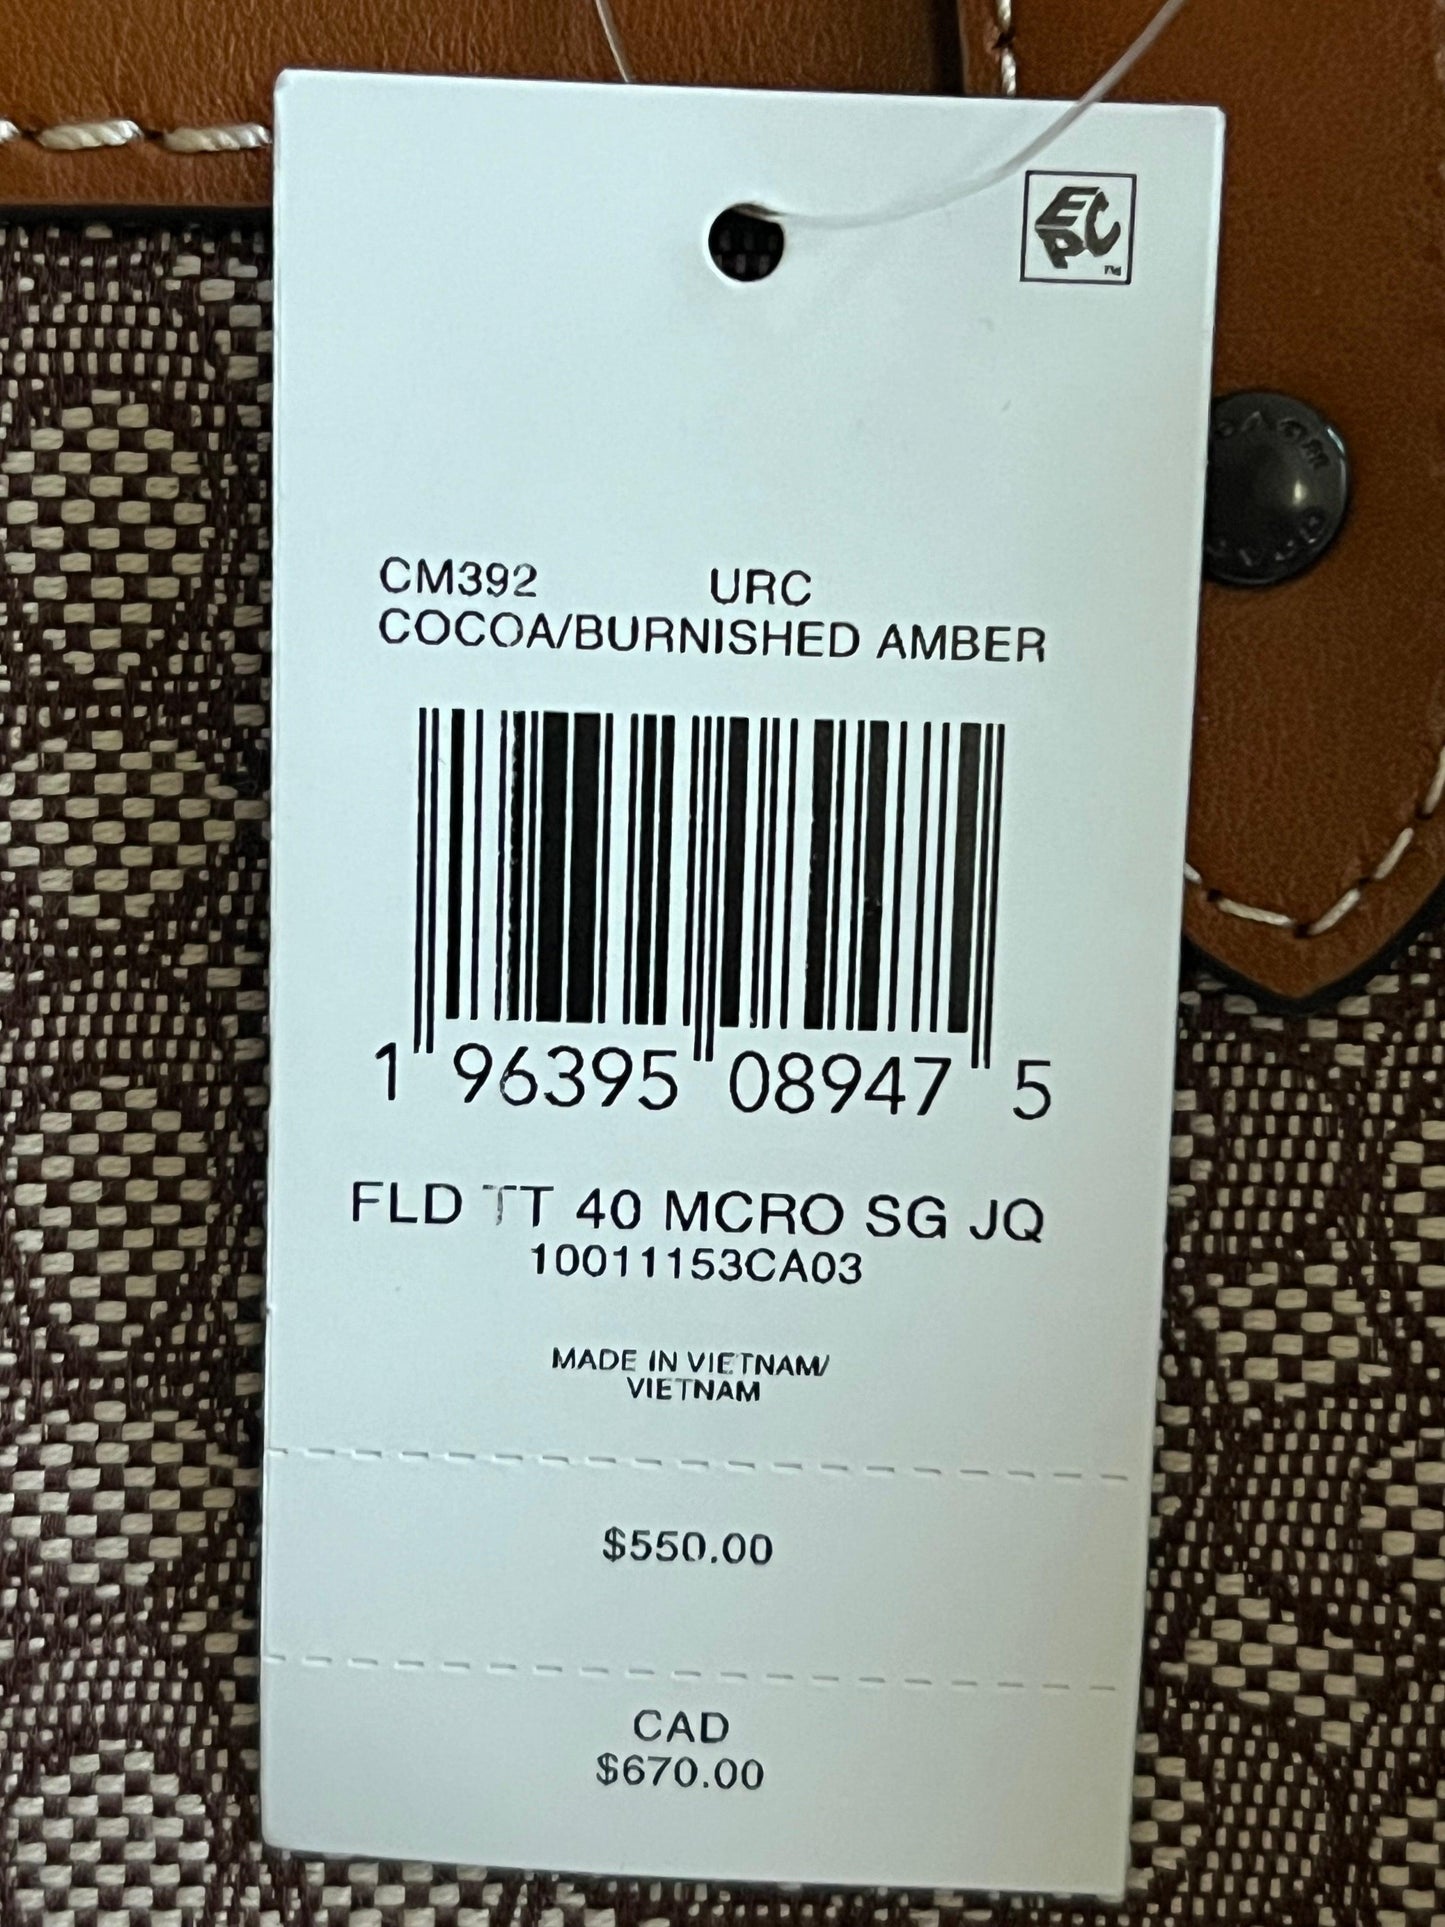 EPC™
CM392 URC
COCOA/BURNISHED AMBER
1 96395 08947 5
FLD TT 40 MCRO SG JQ
10011153CA03
MADE IN VIETNAM/
VIETNAM
$550.00
CAD
$670.00